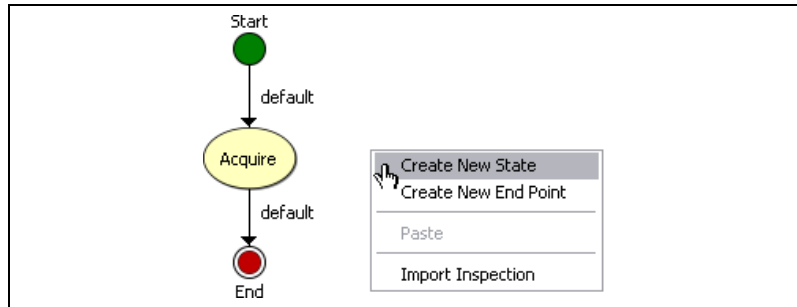 Start
default
Acquire
default
End
Create New State
Create New End Point
Paste
Import Inspection